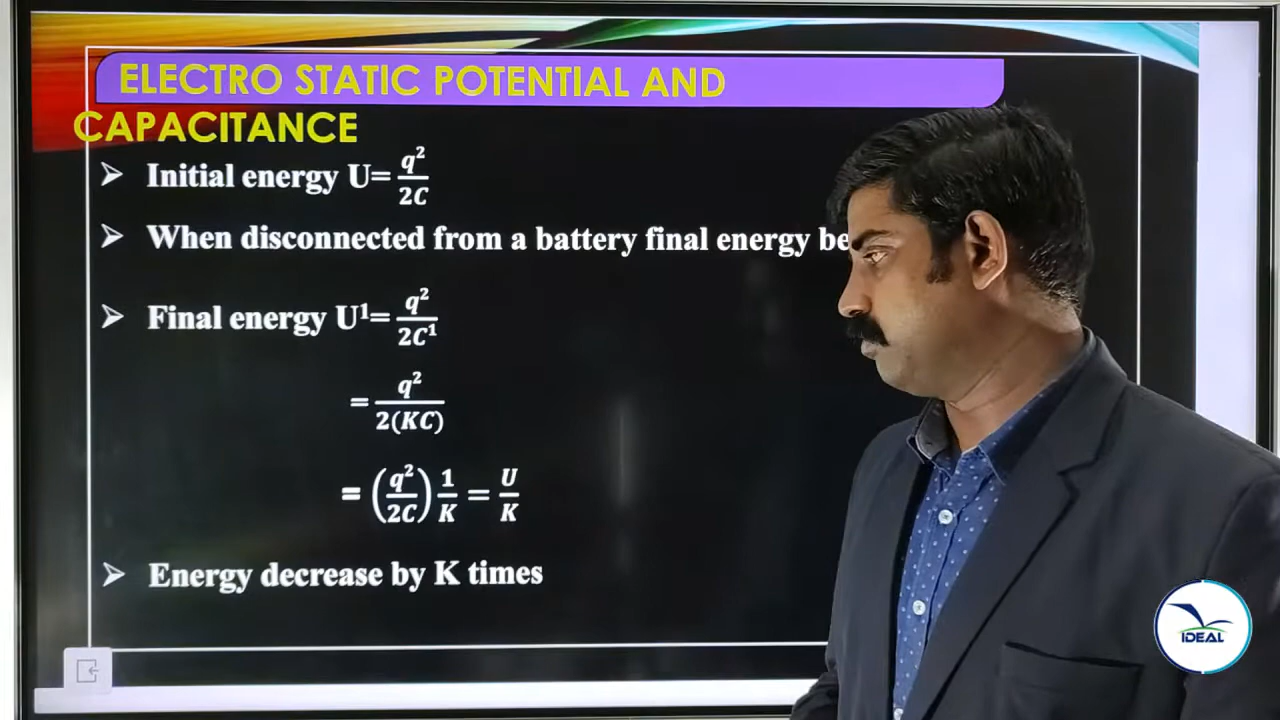 ELECTRO STATIC POTENTIAL AND
CAPACITANCE
➢ Initial energy U= q²/2C
➢ When disconnected from a battery final energy
➢ Final energy U¹= q²/2C¹
= q²/2(KC)
= (q²/2C) 1/K = U/K
➢ Energy decrease by K times
IDEAL